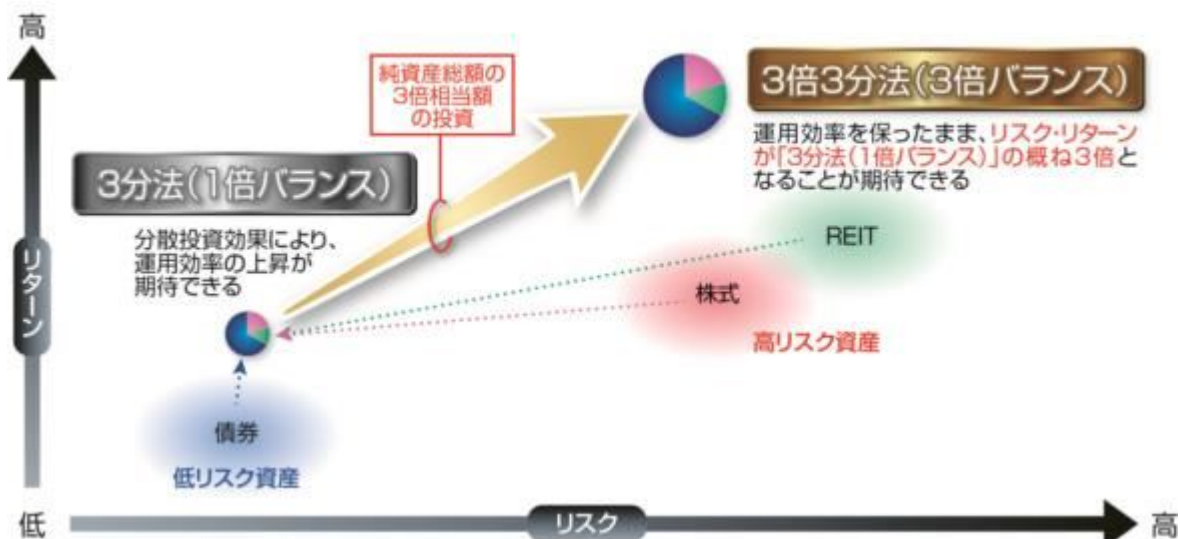 高
純資産総額の
3倍相当額
の投資
3倍3分法(3倍バランス)
運用効率を保ったまま、リスク・リターン
が「3分法(1倍バランス)」の概ね3倍と
なることが期待できる
3分法(1倍バランス)
分散投資効果により、
運用効率の上昇が
期待できる
リターン
REIT
株式
高リスク資産
債券
低リスク資産
低
リスク
高